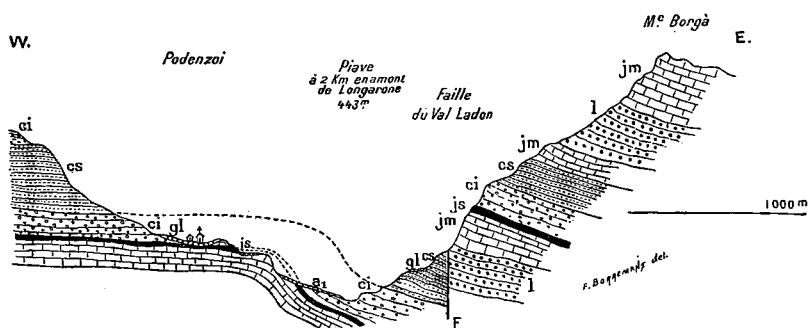 W.
Podenzoi
Piave
à 2 Km en amont
de Longarone
443m
Faille
du Val Ladon
Mᵉ Borgà
E.
ci
cs
ci
gl
js
a1
ci
gl
cs
F
jm
js
ci
cs
jm
l
jm
l
1000 m
F. BORREMANS del.